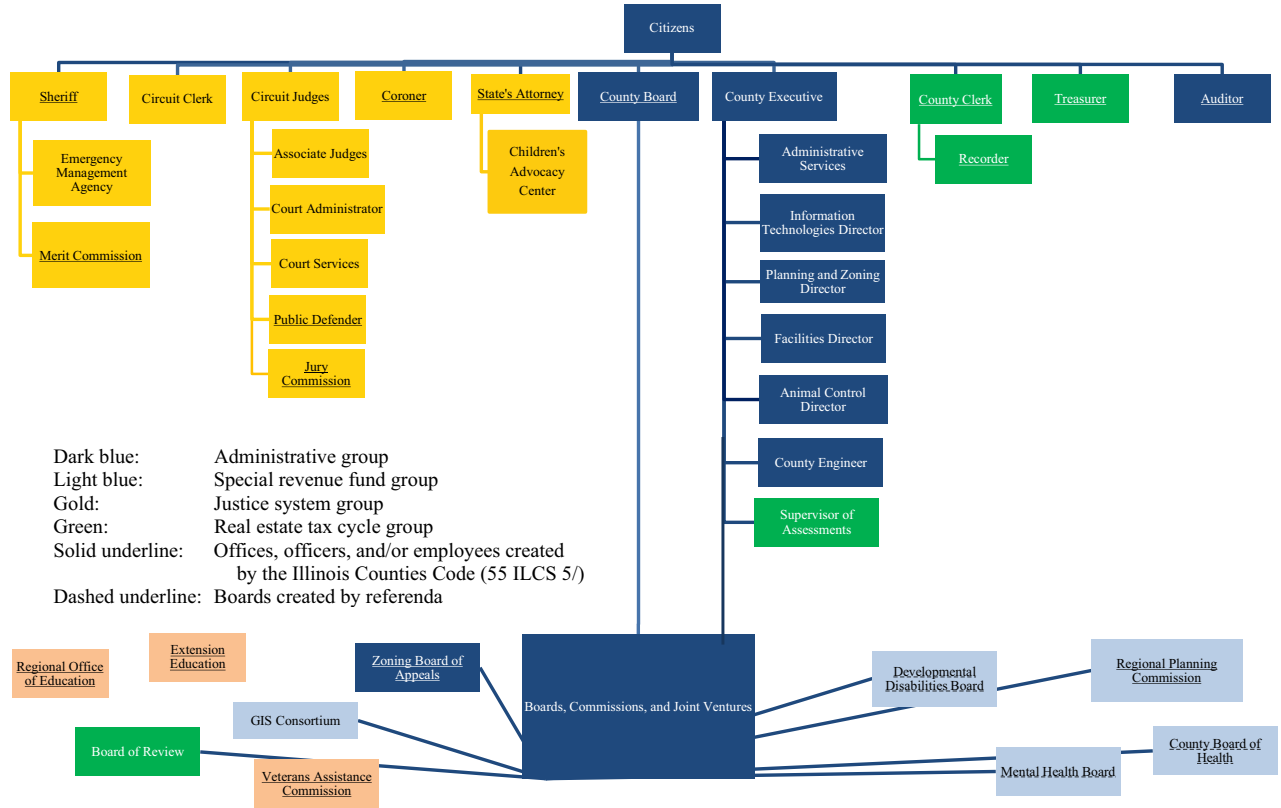 Citizens
Sheriff
Circuit Clerk
Circuit Judges
Coroner
State's Attorney
County Board
County Executive
County Clerk
Treasurer
Auditor
Emergency
Management
Agency
Merit Commission
Associate Judges
Court Administrator
Court Services
Public Defender
Jury
Commission
Children's
Advocacy
Center
Administrative
Services
Information
Technologies Director
Planning and Zoning
Director
Facilities Director
Animal Control
Director
County Engineer
Supervisor of
Assessments
Recorder
Dark blue: Administrative group
Light blue: Special revenue fund group
Gold: Justice system group
Green: Real estate tax cycle group
Solid underline: Offices, officers, and/or employees created
by the Illinois Counties Code (55 ILCS 5/)
Dashed underline: Boards created by referenda
Regional Office
of Education
Extension
Education
Zoning Board of
Appeals
GIS Consortium
Board of Review
Veterans Assistance
Commission
Boards, Commissions, and Joint Ventures
Developmental
Disabilities Board
Regional Planning
Commission
County Board of
Health
Mental Health Board